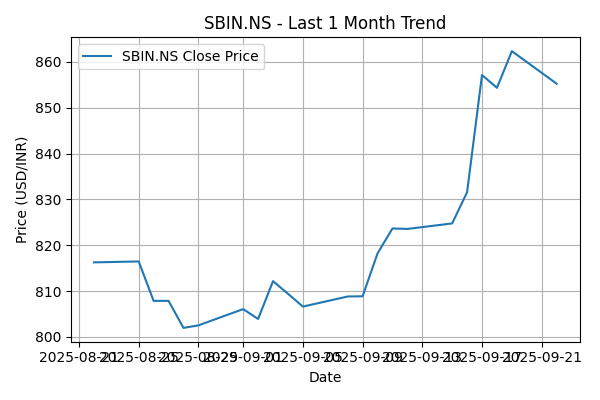 SBIN.NS - Last 1 Month Trend
SBIN.NS Close Price
Price (USD/INR)
860
850
840
830
820
810
800
2025-08-21 2025-08-25 2025-08-29 2025-09-01 2025-09-05 2025-09-09 2025-09-13 2025-09-17 2025-09-21
Date